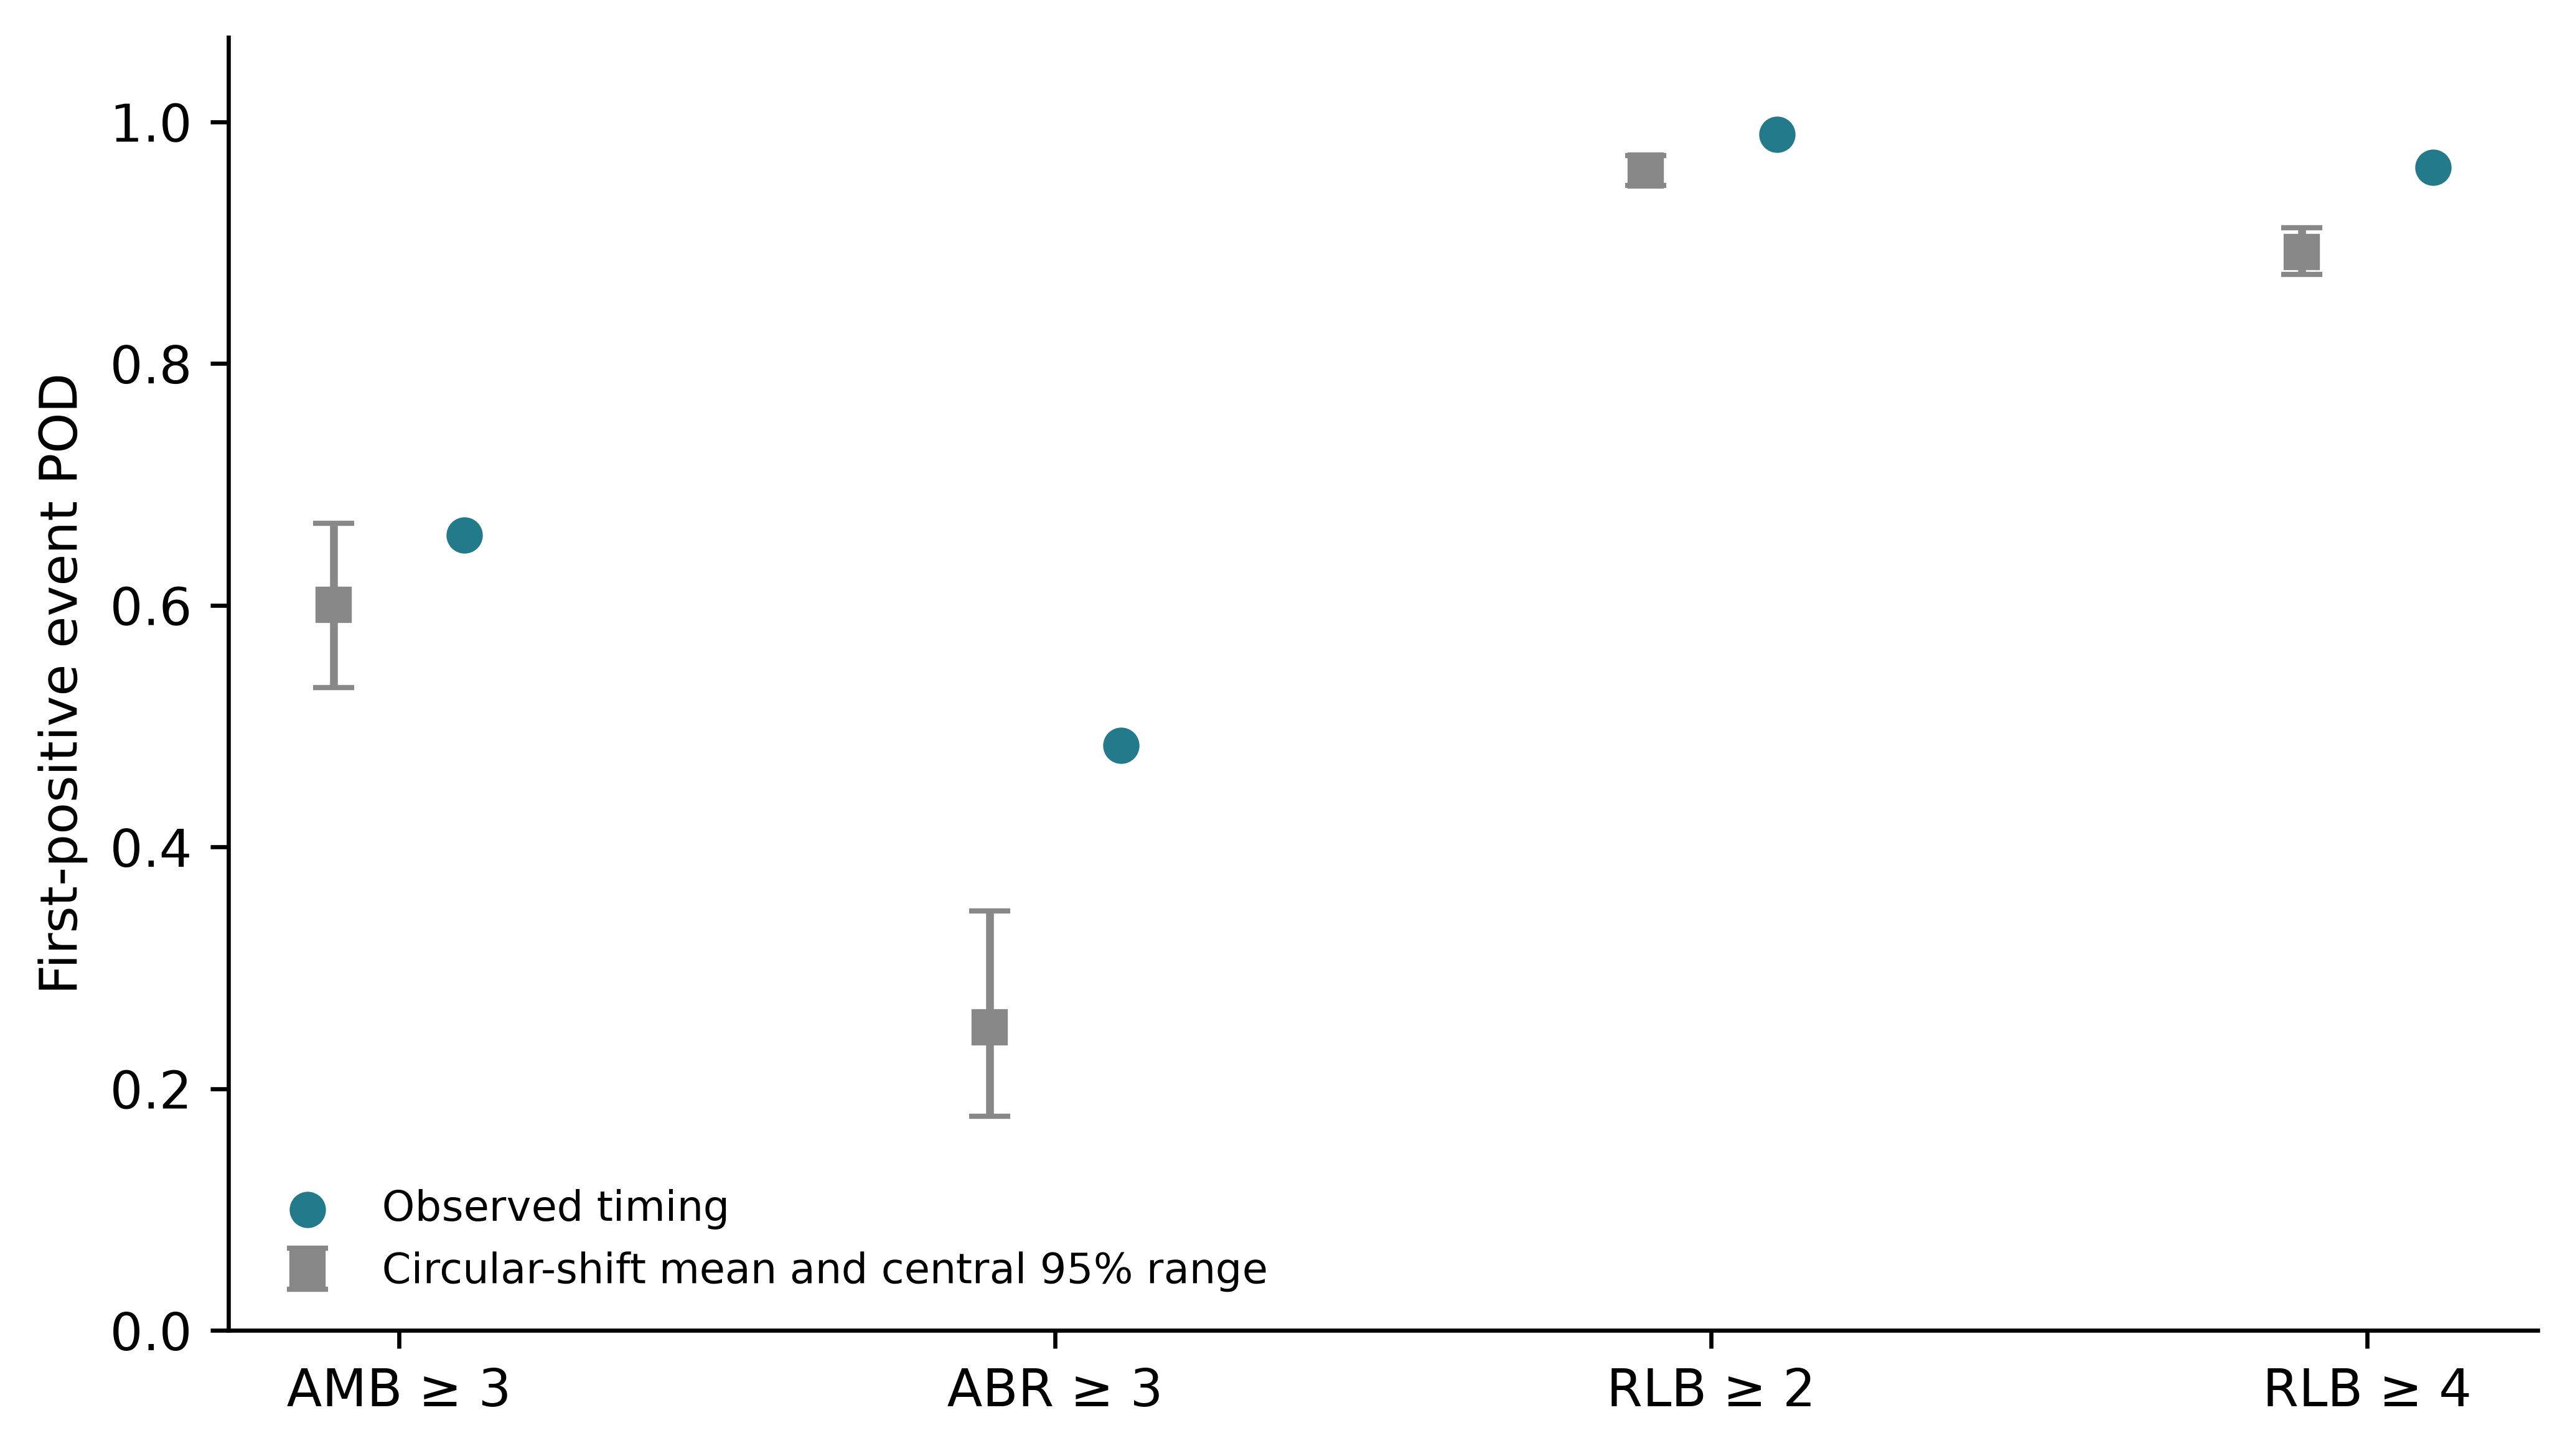 First-positive event POD
1.0
0.8
0.6
0.4
0.2
0.0
Observed timing
Circular-shift mean and central 95% range
AMB ≥ 3
ABR ≥ 3
RLB ≥ 2
RLB ≥ 4